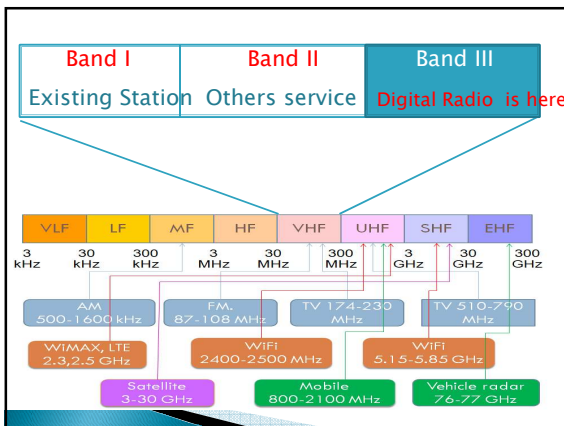 Band I Band II Band III
Existing Station Others service Digital Radio is here
VLF LF MF HF VHF UHF SHF EHF
3 kHz 30 kHz 300 kHz 3 MHz 30 MHz 300 MHz 3 GHz 30 GHz 300 GHz
AM
500-1600 kHz
FM.
87-108 MHz
TV 174-230
MHz
TV 510-790
MHz
WiMAX, LTE
2.3,2.5 GHz
WiFi
2400-2500 MHz
WiFi
5.15-5.85 GHz
Satellite
3-30 GHz
Mobile
800-2100 MHz
Vehicle radar
76-77 GHz